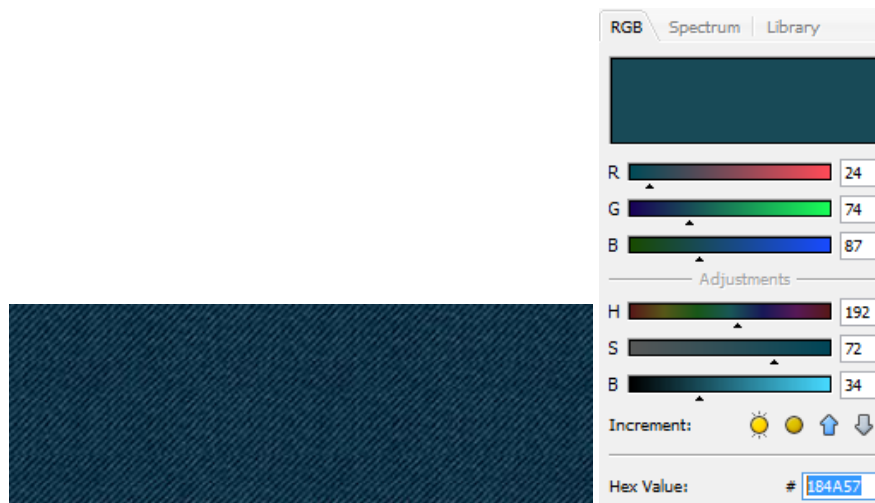 RGB Spectrum Library
R 24
G 74
B 87
Adjustments
H 192
S 72
B 34
Increment:
Hex Value: # 184A57